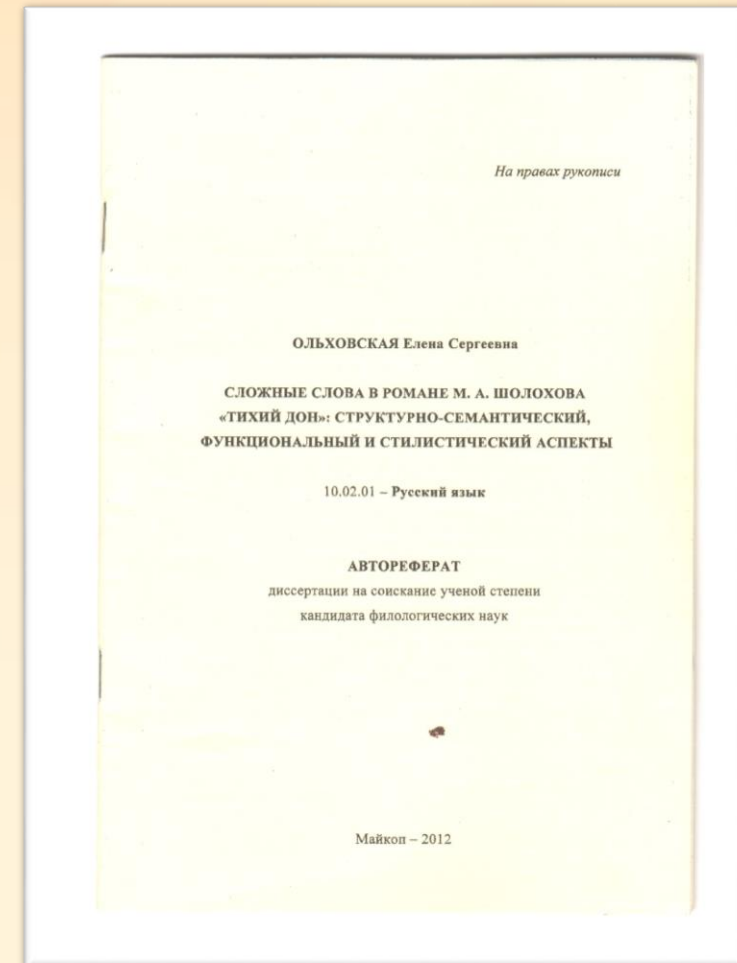 На правах рукописи
ОЛЬХОВСКАЯ Елена Сергеевна
СЛОЖНЫЕ СЛОВА В РОМАНЕ М. А. ШОЛОХОВА
«ТИХИЙ ДОН»: СТРУКТУРНО-СЕМАНТИЧЕСКИЙ,
ФУНКЦИОНАЛЬНЫЙ И СТИЛИСТИЧЕСКИЙ АСПЕКТЫ
10.02.01 – Русский язык
АВТОРЕФЕРАТ
диссертации на соискание ученой степени
кандидата филологических наук
Майкоп – 2012